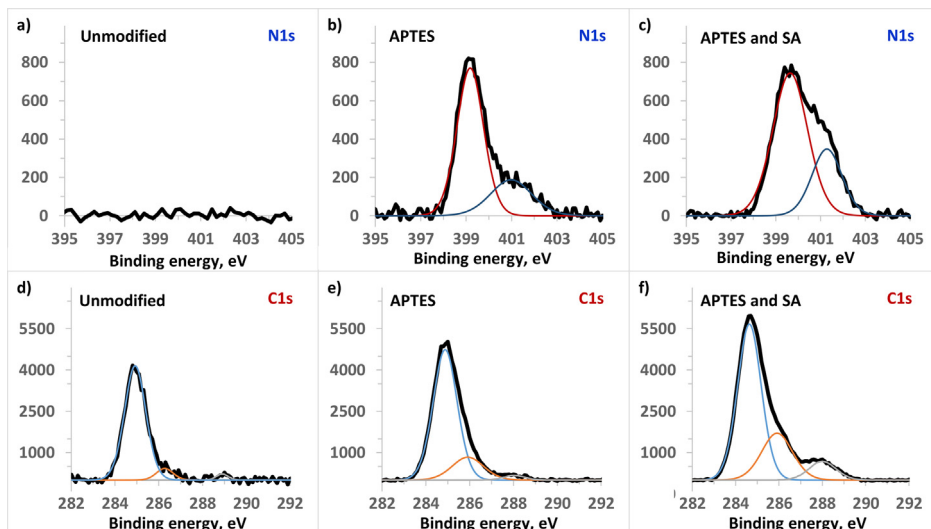 a) Unmodified N1s
800
600
400
200
0
395 397 399 401 403 405
Binding energy, eV
b) APTES N1s
800
600
400
200
0
395 397 399 401 403 405
Binding energy, eV
c) APTES and SA N1s
800
600
400
200
0
395 397 399 401 403 405
Binding energy, eV
d) Unmodified C1s
5500
4000
2500
1000
282 284 286 288 290 292
Binding energy, eV
e) APTES C1s
5500
4000
2500
1000
282 284 286 288 290 292
Binding energy, eV
f) APTES and SA C1s
5500
4000
2500
1000
282 284 286 288 290 292
Binding energy, eV